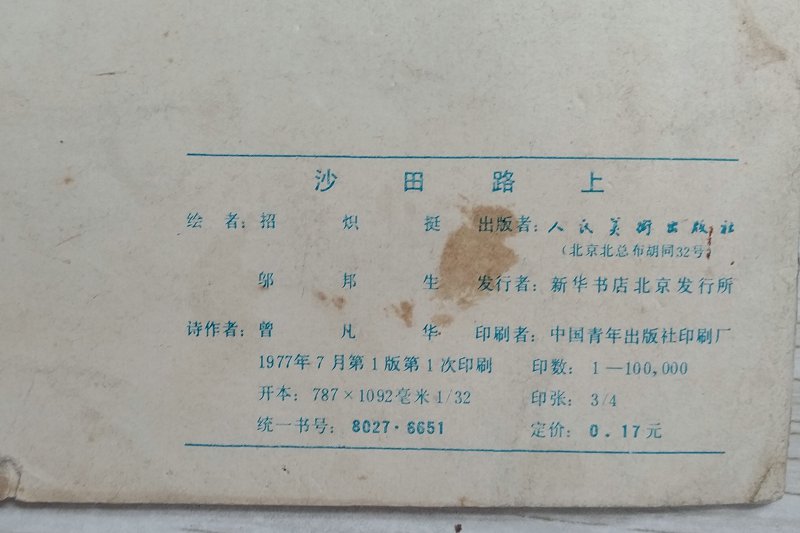 沙田路上
绘者：招炽挺 出版者：人民美术出版社
（北京北总布胡同32号）
邬邦生 发行者：新华书店北京发行所
诗作者：曾凡华 印刷者：中国青年出版社印刷厂
1977年7月第1版第1次印刷 印数：1—100,000
开本：787×1092毫米1/32 印张：3/4
统一书号：8027·6651 定价：0.17元